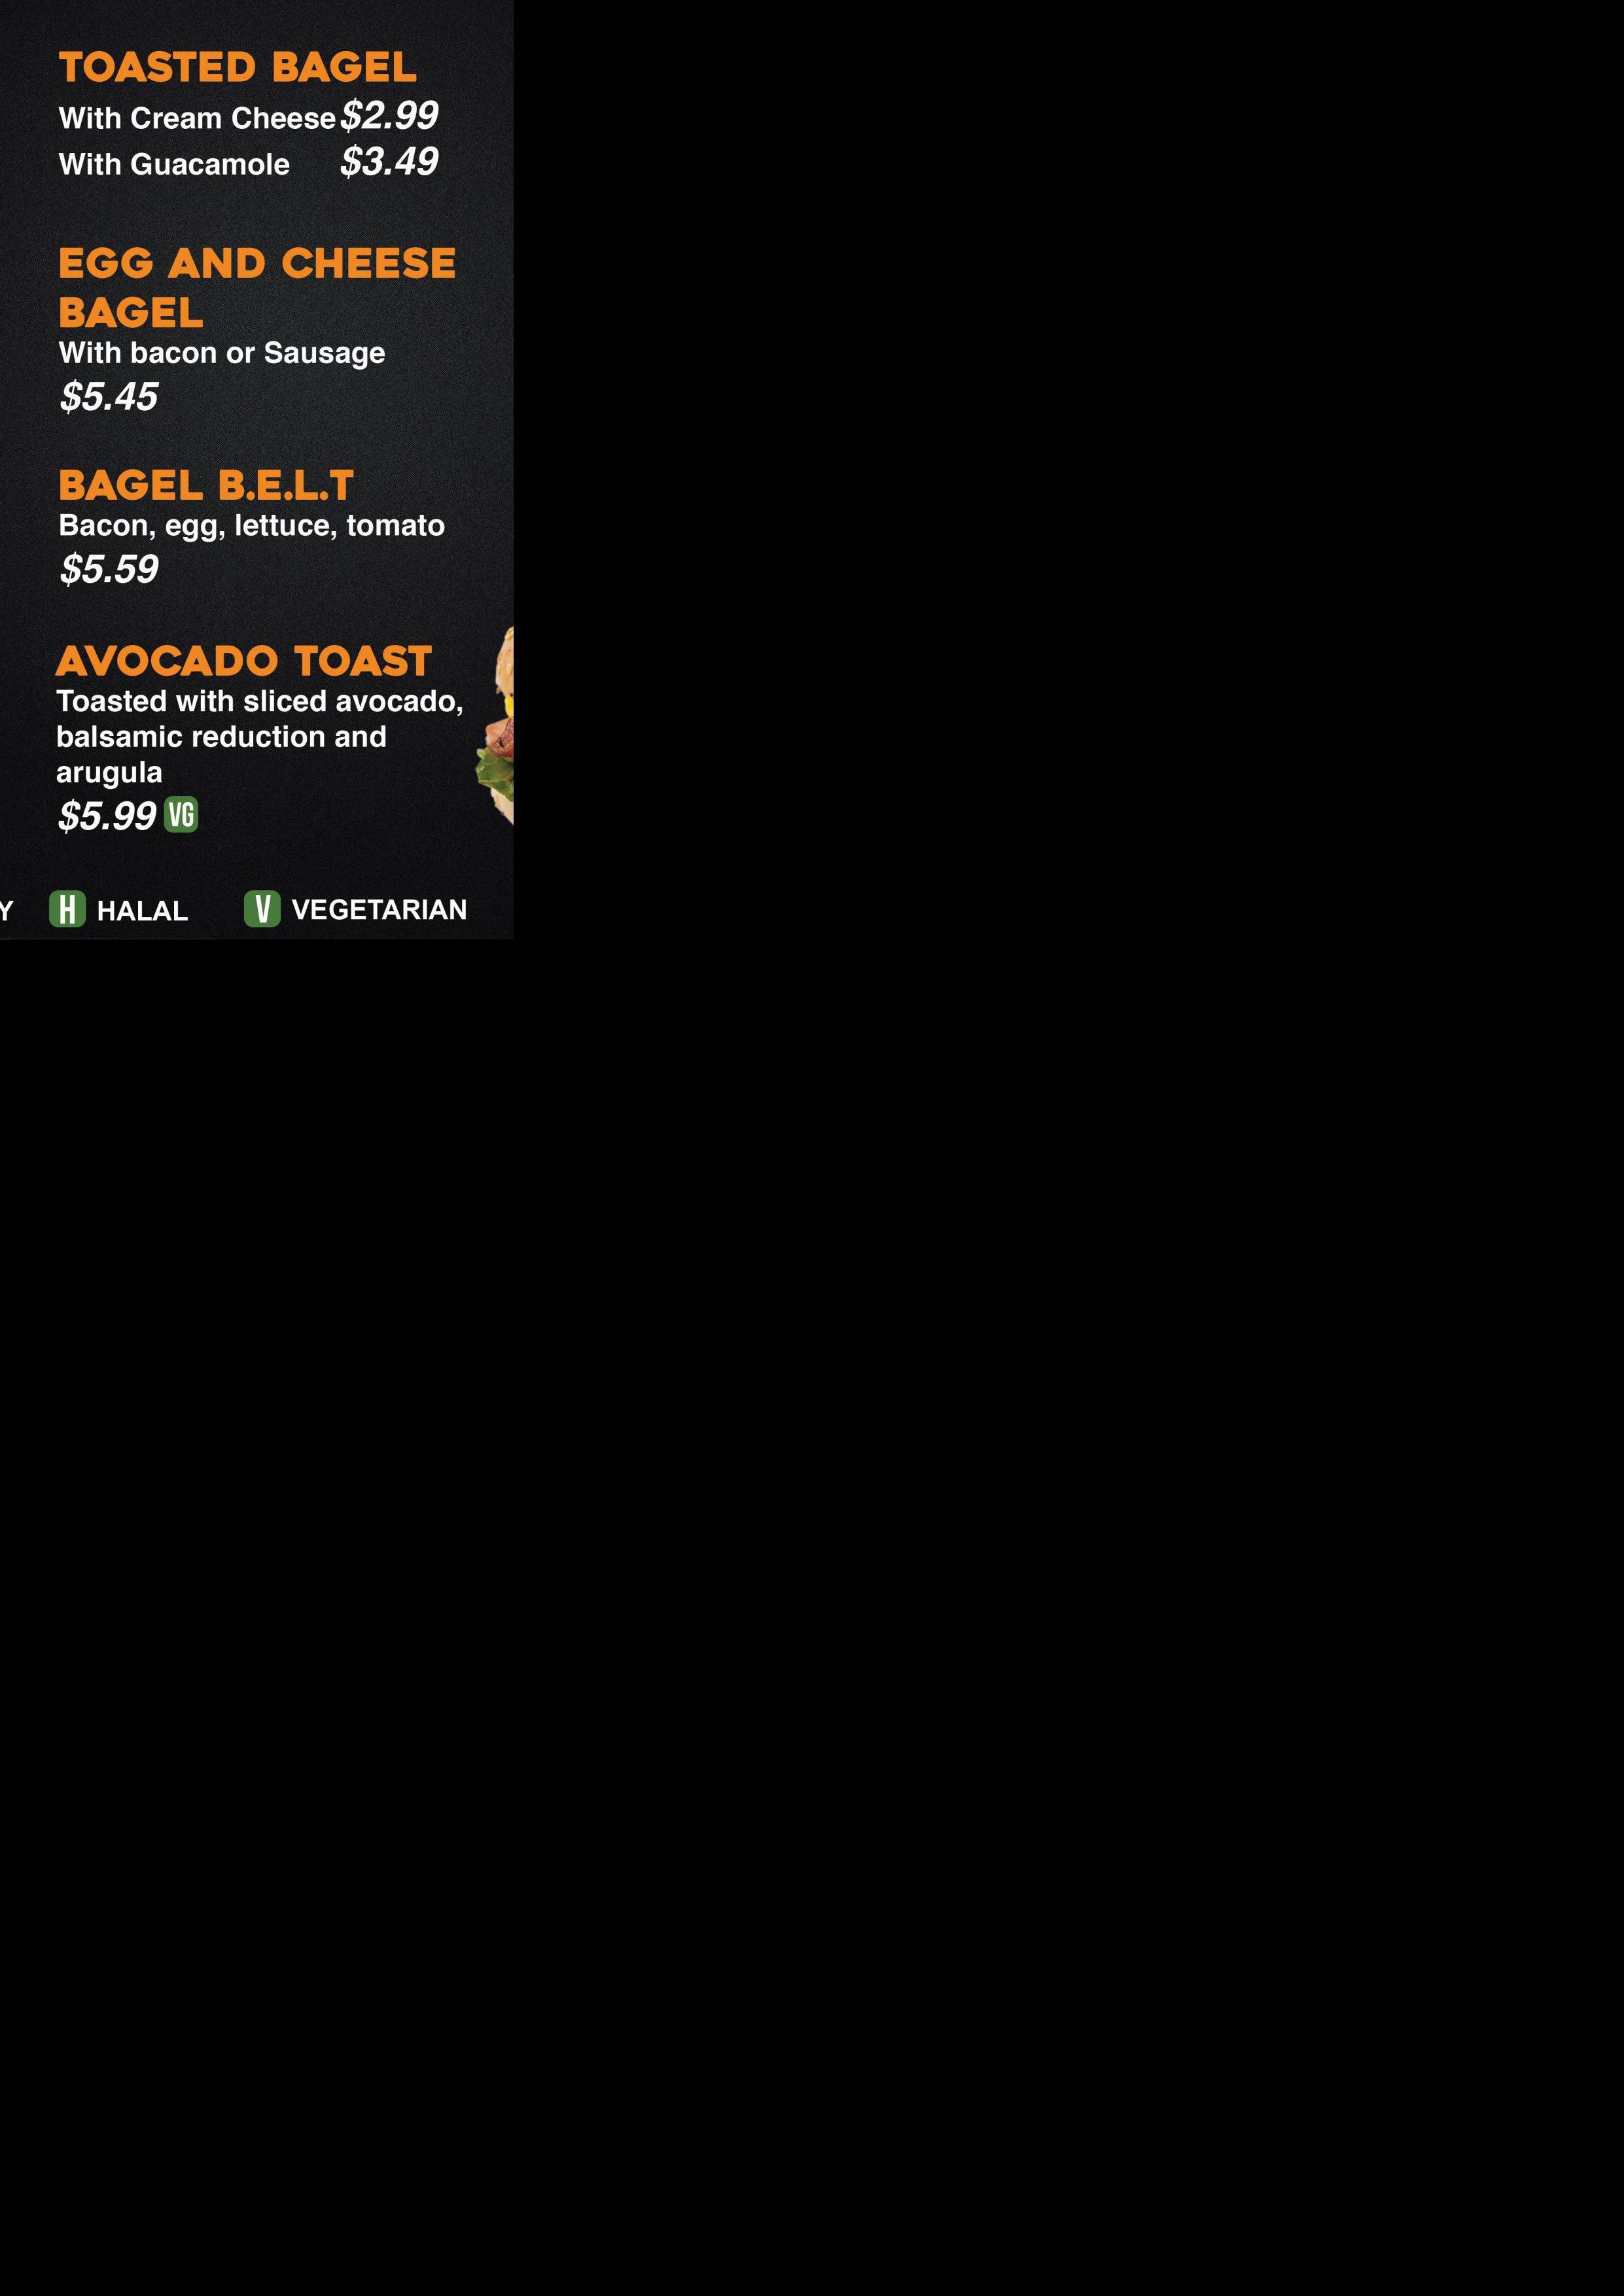 TOASTED BAGEL
With Cream Cheese $2.99
With Guacamole $3.49
EGG AND CHEESE
BAGEL
With bacon or Sausage
$5.45
BAGEL B.E.L.T
Bacon, egg, lettuce, tomato
$5.59
AVOCADO TOAST
Toasted with sliced avocado,
balsamic reduction and
arugula
$5.99 VG
Y H HALAL V VEGETARIAN